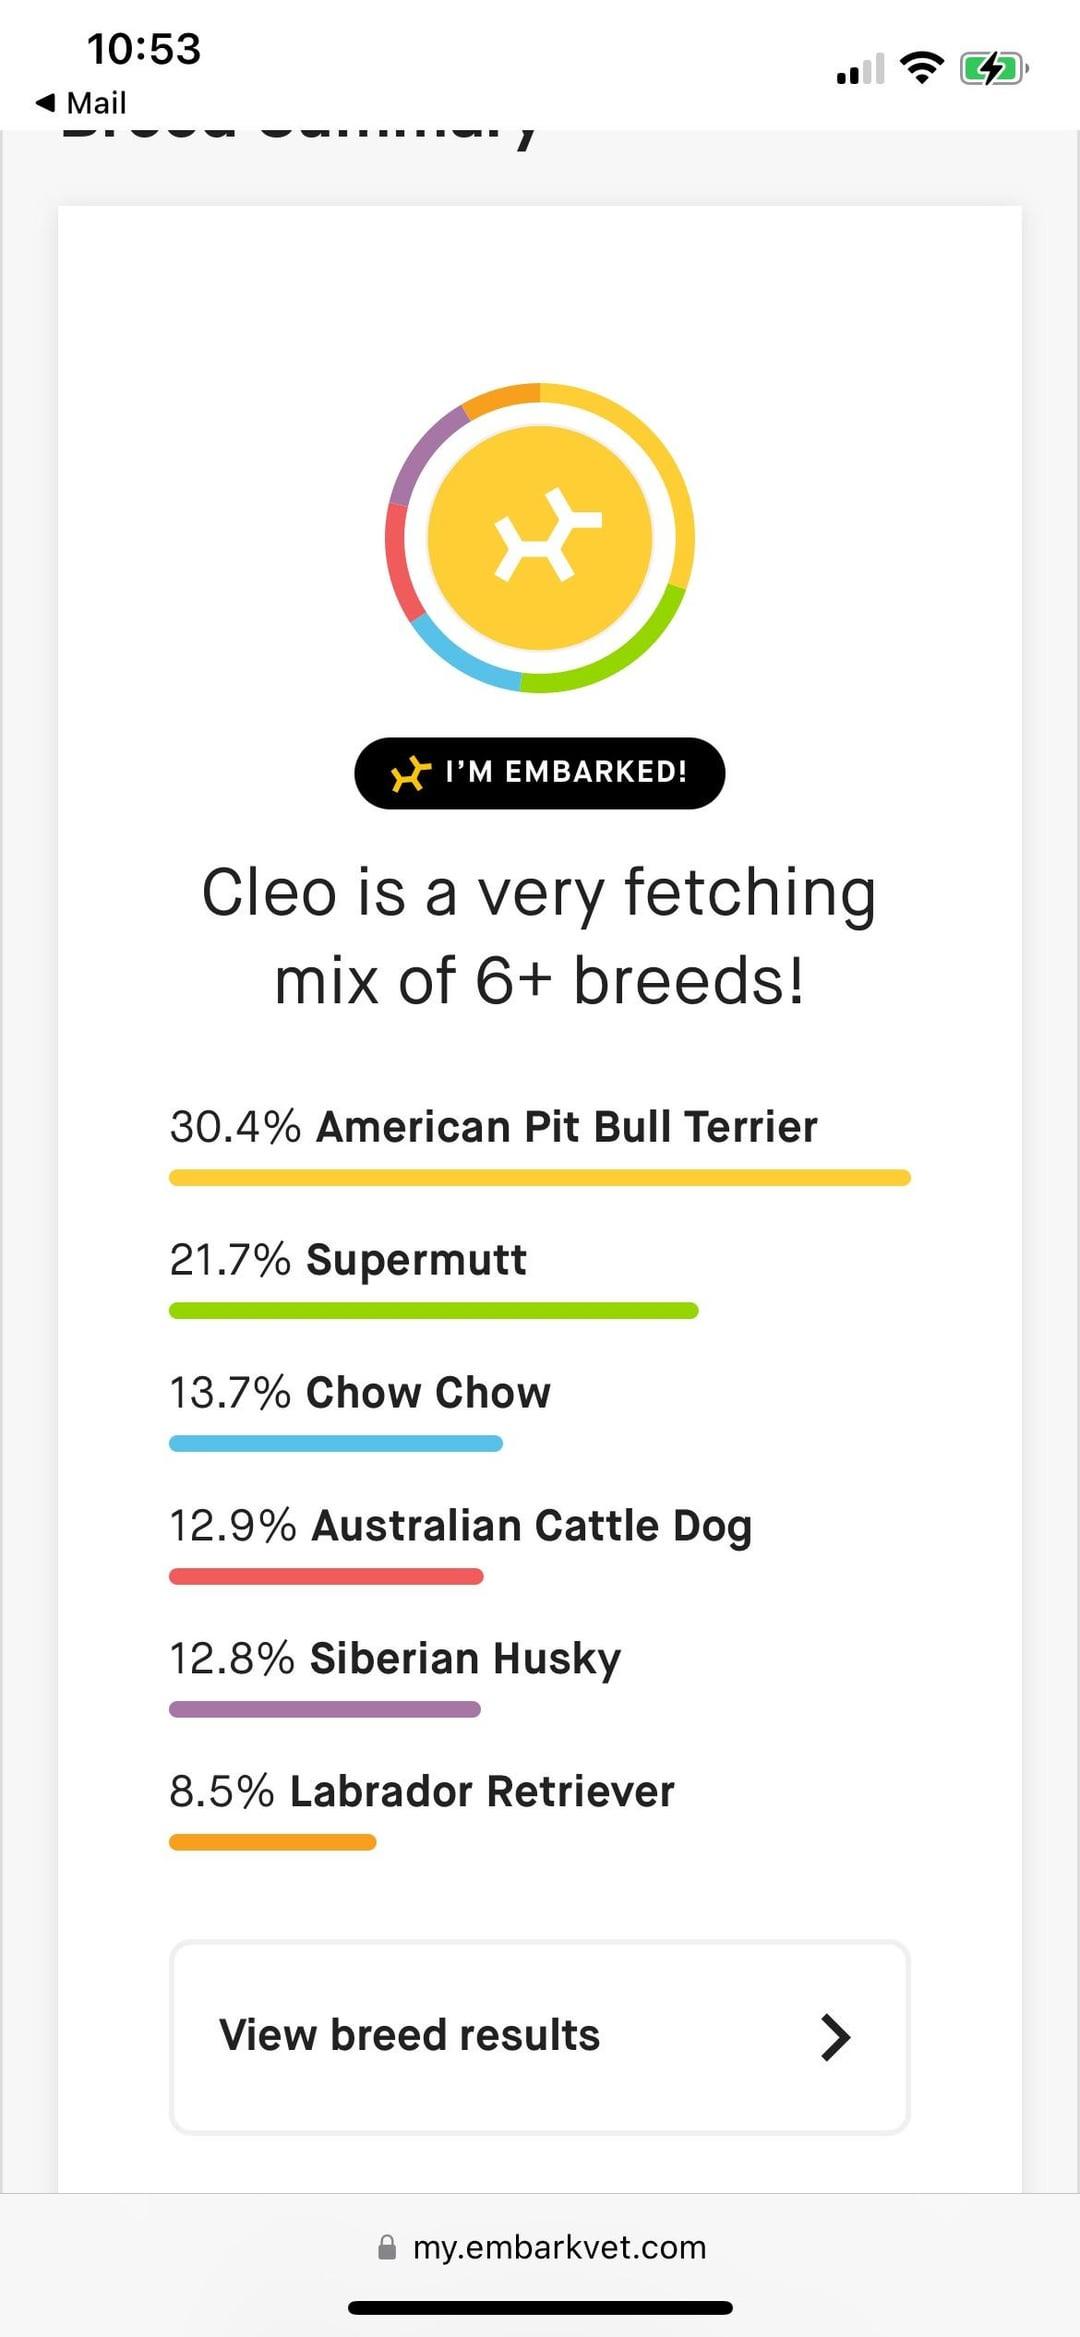 10:53
◀ Mail
Breed Summary
I'M EMBARKED!
Cleo is a very fetching
mix of 6+ breeds!
30.4% American Pit Bull Terrier
21.7% Supermutt
13.7% Chow Chow
12.9% Australian Cattle Dog
12.8% Siberian Husky
8.5% Labrador Retriever
View breed results
my.embarkvet.com